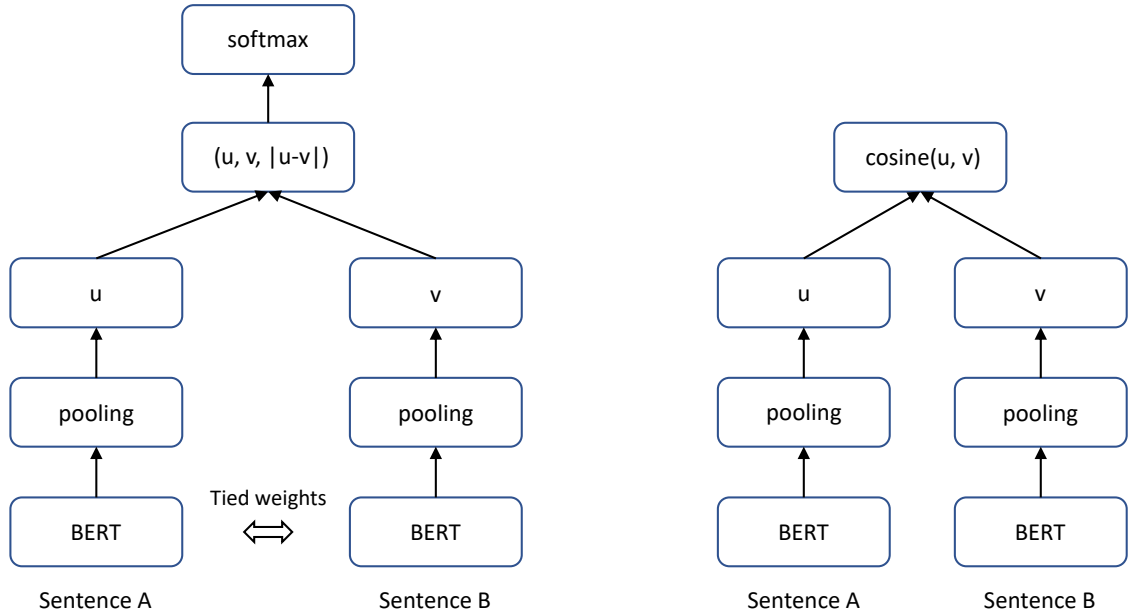 softmax
(u, v, |u-v|)
u
v
pooling
pooling
BERT
Tied weights
BERT
Sentence A
Sentence B
cosine(u, v)
u
v
pooling
pooling
BERT
BERT
Sentence A
Sentence B